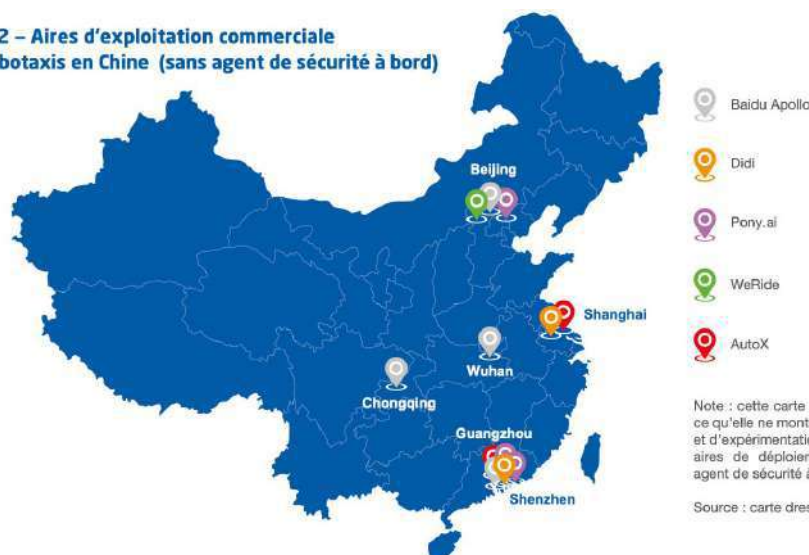 2 – Aires d'exploitation commerciale
botaxis en Chine (sans agent de sécurité à bord)
Beijing
Shanghai
Wuhan
Chongqing
Guangzhou
Shenzhen
Baidu Apollo
Didi
Pony.ai
WeRide
AutoX
Note : cette carte
ce qu'elle ne mont
et d'expérimentatio
aires de déploiem
agent de sécurité à
Source : carte dres